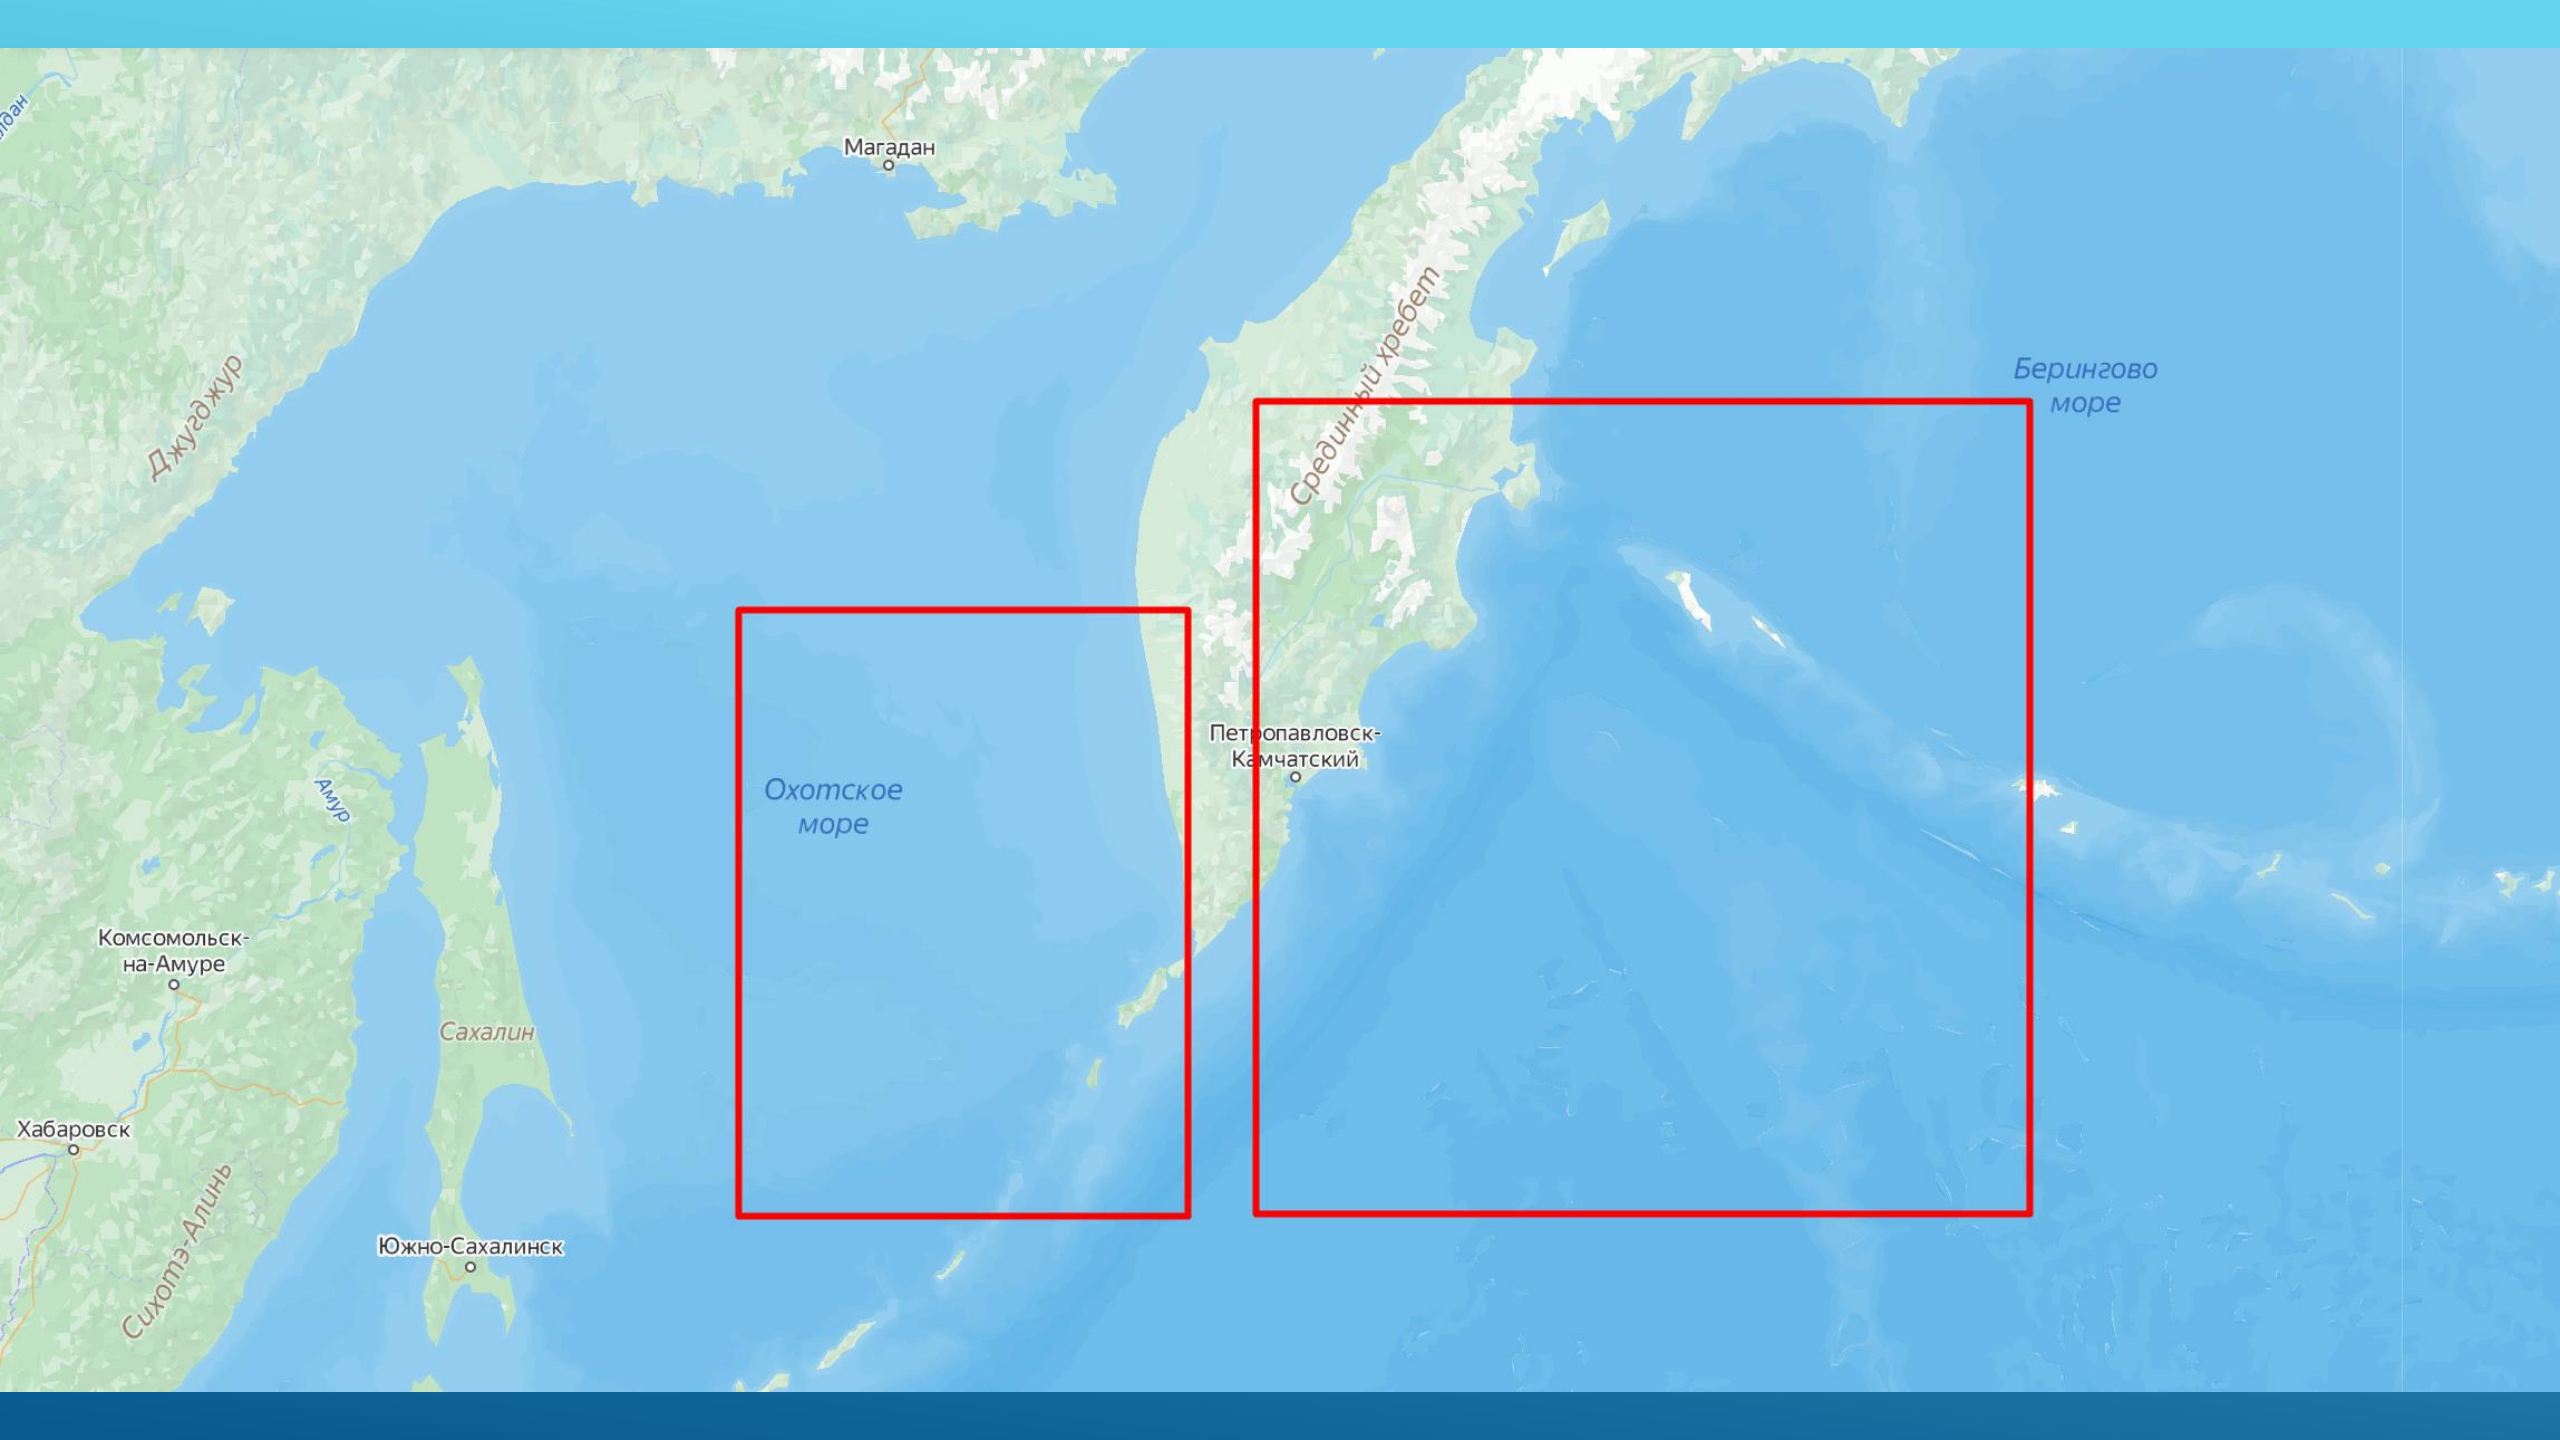 Магадан
Срединный хребет
Берингово
море
Джугджур
Петропавловск-
Камчатский
Охотское
море
Амур
Комсомольск-
на-Амуре
Сахалин
Хабаровск
Сихотэ-Алинь
Южно-Сахалинск